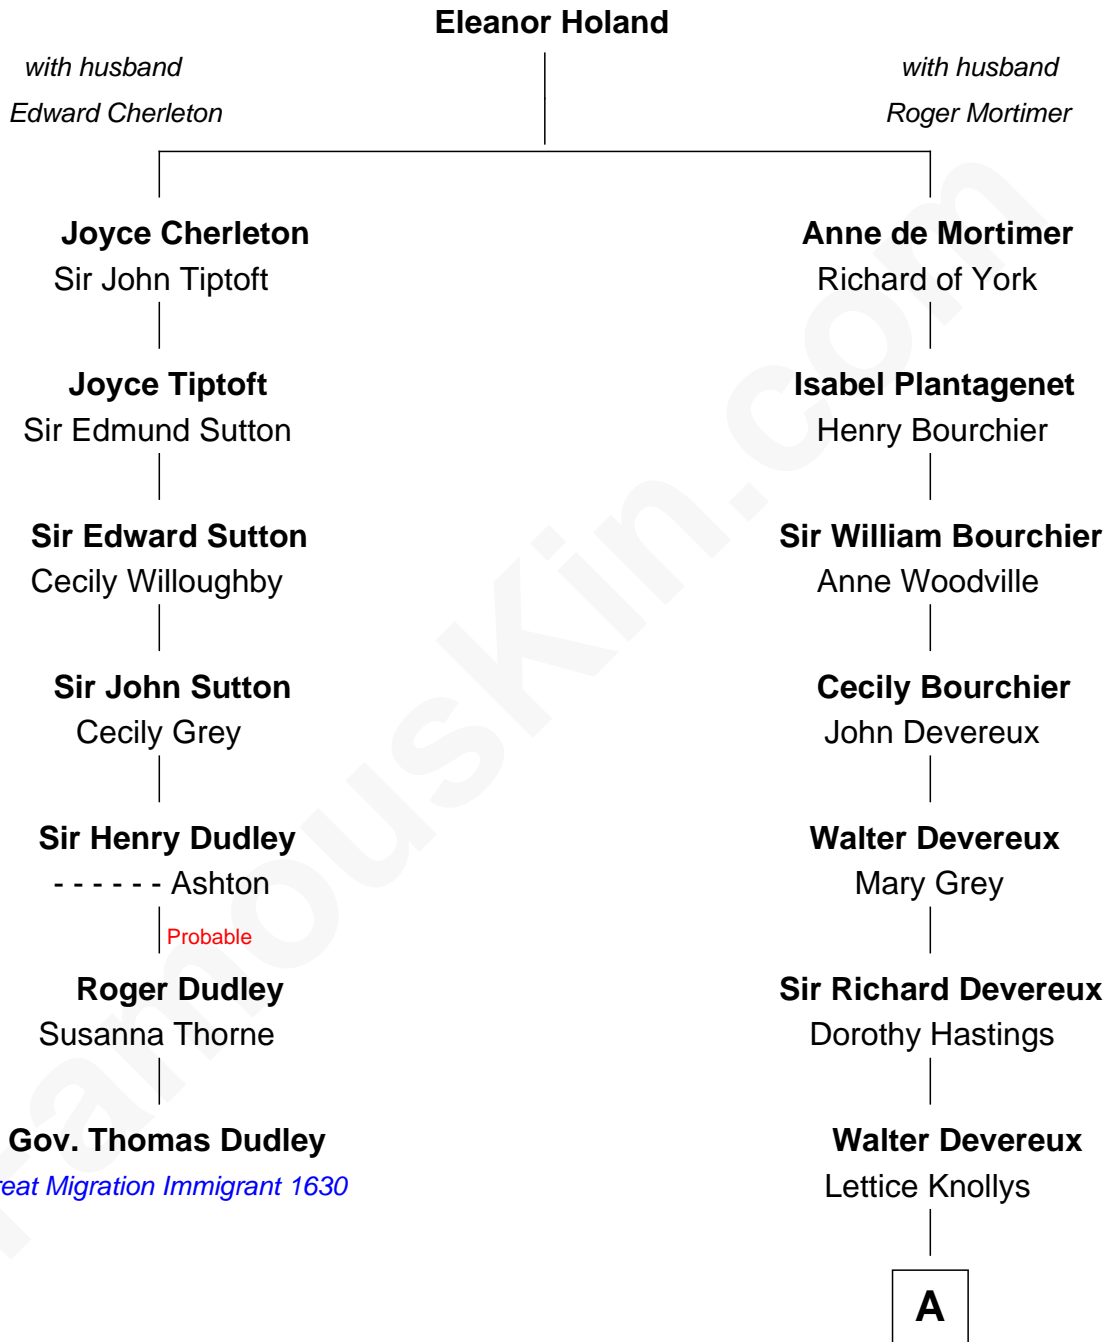 Eleanor Holand
with husband
Edward Cherleton
with husband
Roger Mortimer
Joyce Cherleton
Sir John Tiptoft
Anne de Mortimer
Richard of York
Joyce Tiptoft
Sir Edmund Sutton
Isabel Plantagenet
Henry Bourchier
Sir Edward Sutton
Cecily Willoughby
Sir William Bourchier
Anne Woodville
Sir John Sutton
Cecily Grey
Cecily Bourchier
John Devereux
Sir Henry Dudley
- - - - - - Ashton
Walter Devereux
Mary Grey
Probable
Roger Dudley
Susanna Thorne
Sir Richard Devereux
Dorothy Hastings
Gov. Thomas Dudley
reat Migration Immigrant 1630
Walter Devereux
Lettice Knollys
A
FamousKin.com